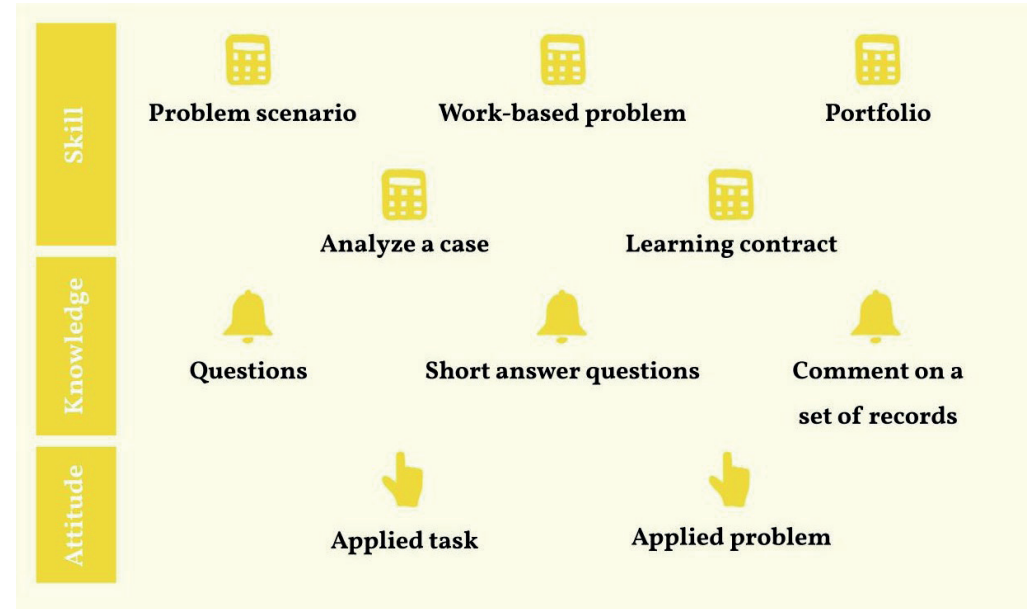 Skill
Problem scenario
Work-based problem
Portfolio
Analyze a case
Learning contract
Knowledge
Questions
Short answer questions
Comment on a
set of records
Attitude
Applied task
Applied problem